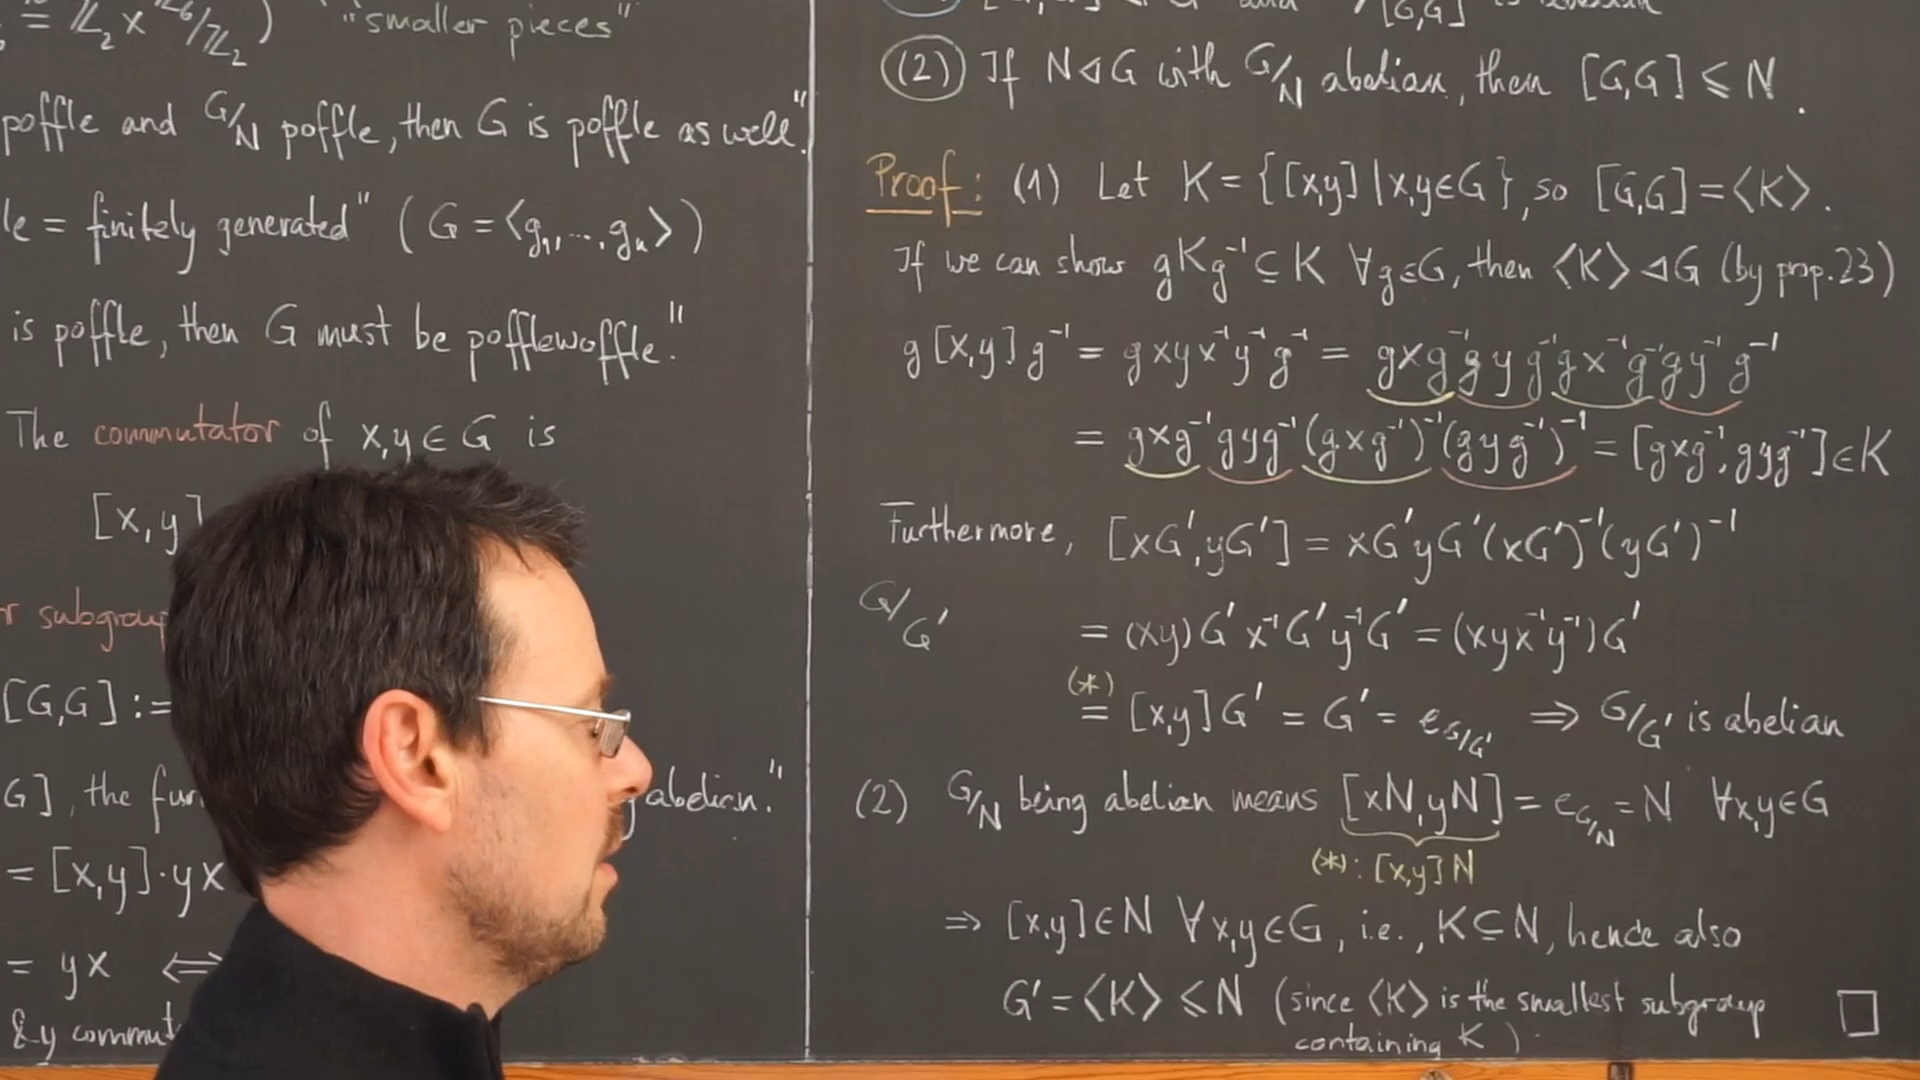 = ℤ₂ × ℤ₆/ℤ₂) "smaller pieces"
poffle and G/N poffle, then G is poffle as well."
le = finitely generated" (G = ⟨g₁,...,gₙ⟩)
is poffle, then G must be pofflewoffle."
The commutator of x,y ∈ G is
[x,y]
r subgroup
[G,G] :=
G], the fun abelian."
= [x,y]·yx
= yx ⟺
& y commut
[G,G]
(2) If N ⊲ G with G/N abelian, then [G,G] ⩽ N.
Proof: (1) Let K = {[x,y] | x,y ∈ G}, so [G,G] = ⟨K⟩.
If we can show gKg⁻¹ ⊆ K ∀g∈G, then ⟨K⟩ ⊲ G (by prop. 23)
g[x,y]g⁻¹ = gxyx⁻¹y⁻¹g⁻¹ = gxg⁻¹gyg⁻¹gx⁻¹g⁻¹gy⁻¹g⁻¹
= gxg⁻¹gyg⁻¹(gxg⁻¹)⁻¹(gyg⁻¹)⁻¹ = [gxg⁻¹, gyg⁻¹] ∈ K
Furthermore, [xG',yG'] = xG'yG'(xG')⁻¹(yG')⁻¹
G/G' = (xy)G'x⁻¹G'y⁻¹G' = (xyx⁻¹y⁻¹)G'
(*)
= [x,y]G' = G' = e_{G/G'} ⟹ G/G' is abelian
(2) G/N being abelian means [xN,yN] = e_{G/N} = N ∀x,y∈G
(*): [x,y]N
⟹ [x,y] ∈ N ∀x,y∈G, i.e., K ⊆ N, hence also
G' = ⟨K⟩ ⩽ N (since ⟨K⟩ is the smallest subgroup □
containing K)